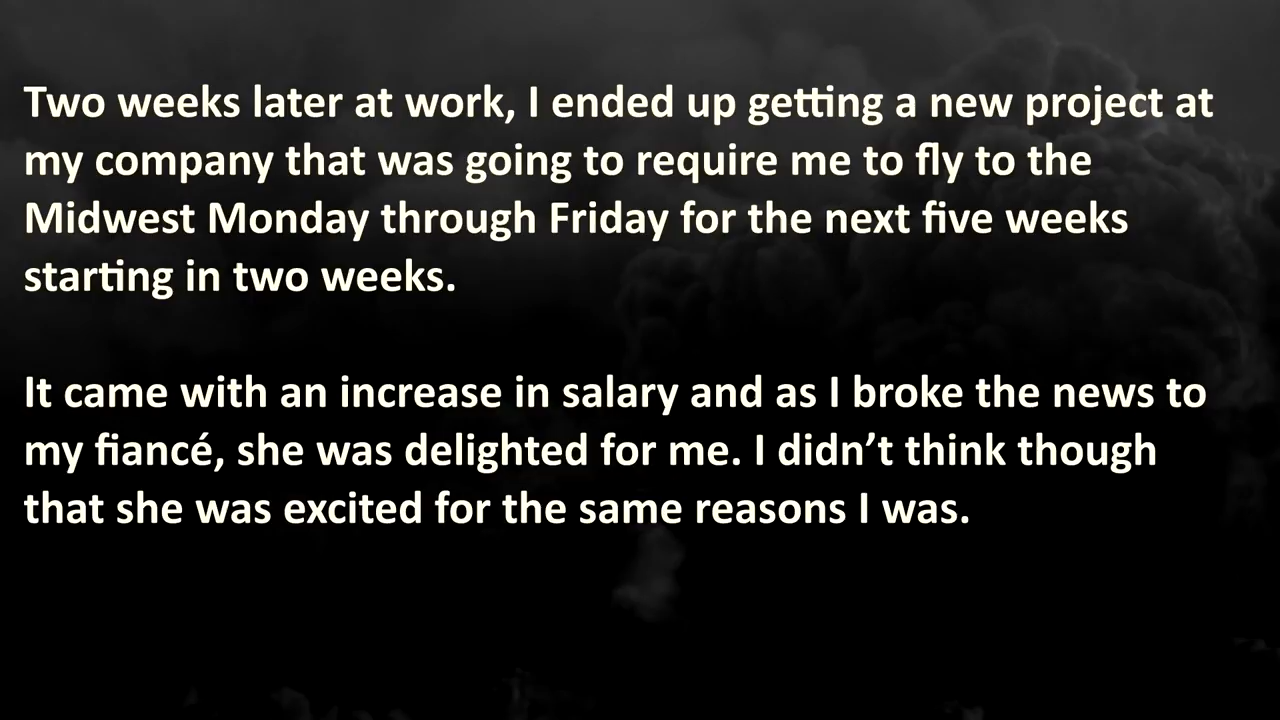 Two weeks later at work, I ended up getting a new project at
my company that was going to require me to fly to the
Midwest Monday through Friday for the next five weeks
starting in two weeks.
It came with an increase in salary and as I broke the news to
my fiancé, she was delighted for me. I didn’t think though
that she was excited for the same reasons I was.